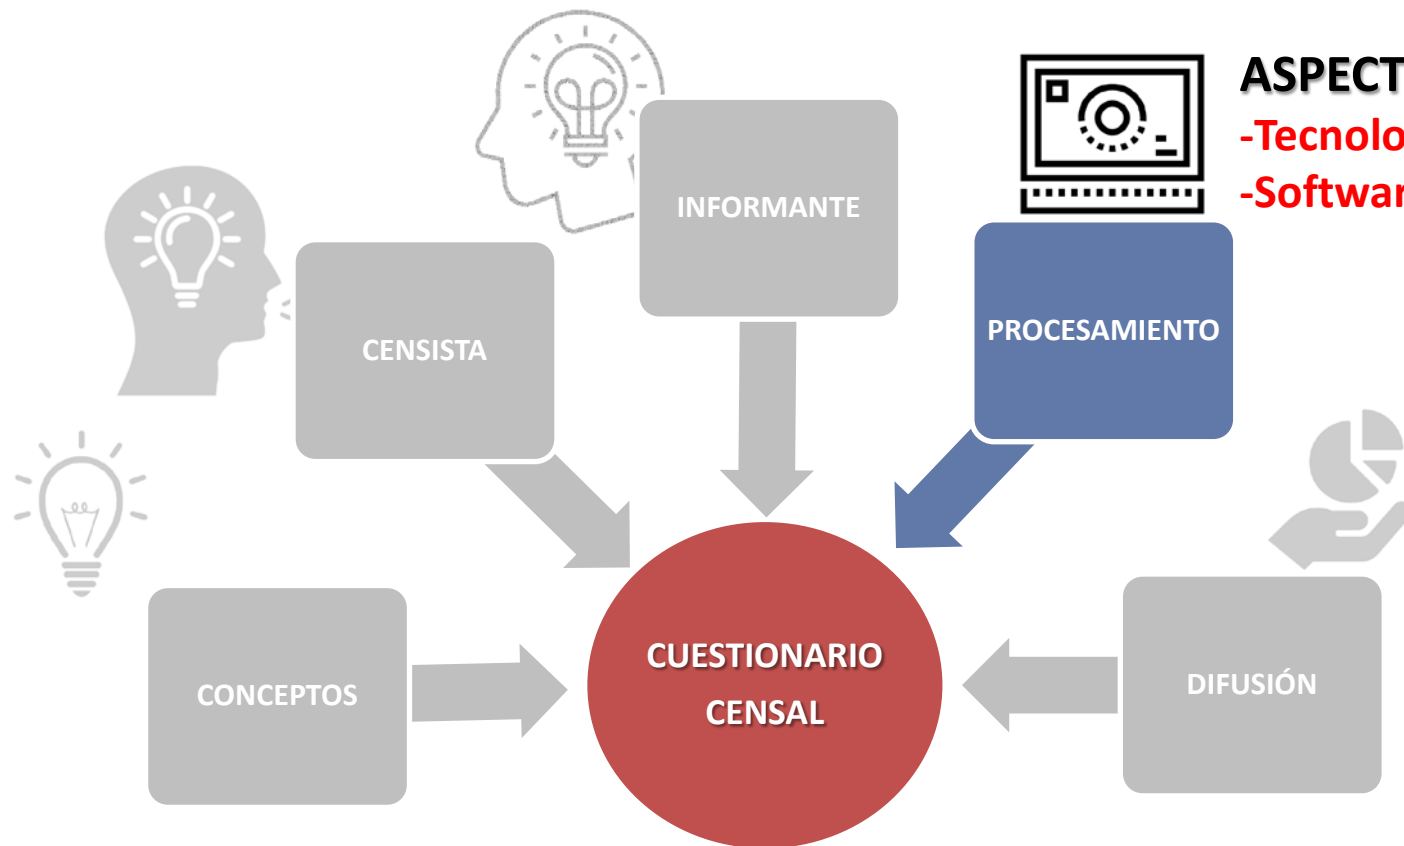 ASPECT
-Tecnolo
-Softwar
INFORMANTE
CENSISTA
PROCESAMIENTO
CUESTIONARIO
CENSAL
CONCEPTOS
DIFUSIÓN